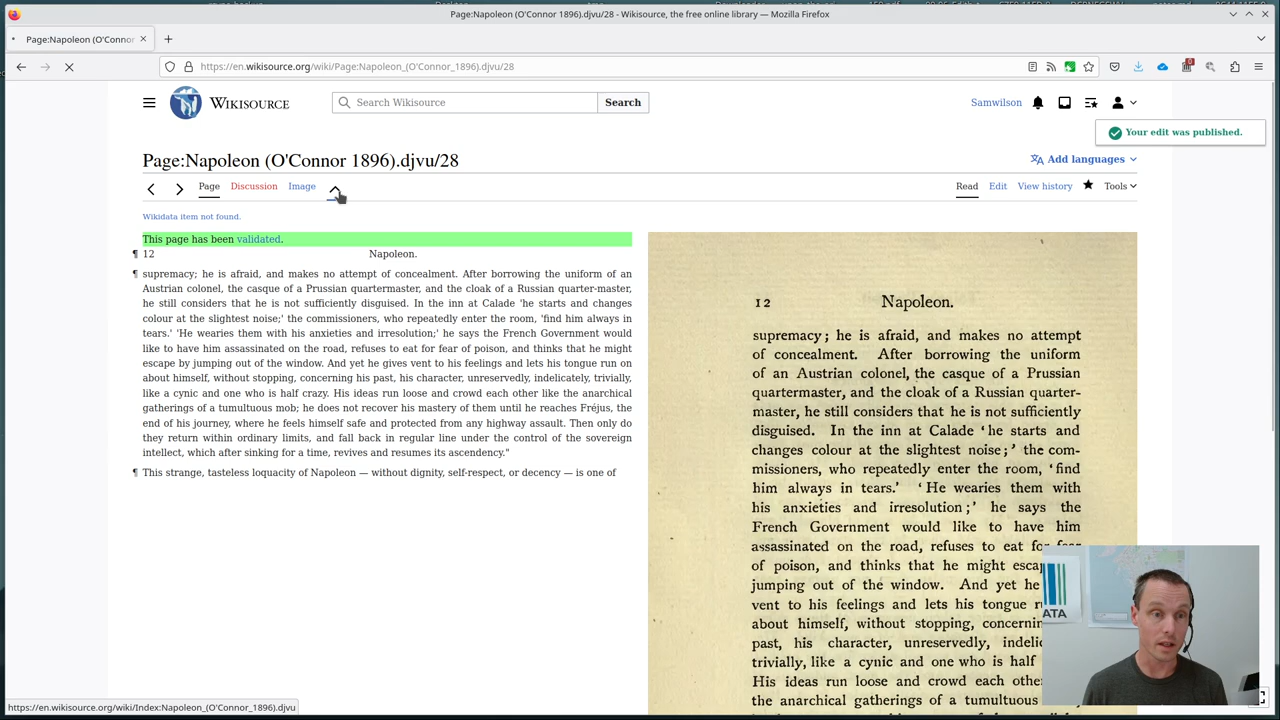 Page:Napoleon (O'Connor 1896).djvu/28 - Wikisource, the free online library — Mozilla Firefox
Page:Napoleon (O'Connor
https://en.wikisource.org/wiki/Page:Napoleon_(O'Connor_1896).djvu/28
WIKISOURCE
Search Wikisource
Search
Samwilson
Your edit was published.
Page:Napoleon (O'Connor 1896).djvu/28
Add languages
Page Discussion Image
Read Edit View history Tools
Wikidata item not found.
This page has been validated.
¶ 12 Napoleon.
¶ supremacy; he is afraid, and makes no attempt of concealment. After borrowing the uniform of an
Austrian colonel, the casque of a Prussian quartermaster, and the cloak of a Russian quarter-master,
he still considers that he is not sufficiently disguised. In the inn at Calade 'he starts and changes
colour at the slightest noise;' the commissioners, who repeatedly enter the room, 'find him always in
tears.' 'He wearies them with his anxieties and irresolution;' he says the French Government would
like to have him assassinated on the road, refuses to eat for fear of poison, and thinks that he might
escape by jumping out of the window. And yet he gives vent to his feelings and lets his tongue run on
about himself, without stopping, concerning his past, his character, unreservedly, indelicately, trivially,
like a cynic and one who is half crazy. His ideas run loose and crowd each other like the anarchical
gatherings of a tumultuous mob; he does not recover his mastery of them until he reaches Fréjus, the
end of his journey, where he feels himself safe and protected from any highway assault. Then only do
they return within ordinary limits, and fall back in regular line under the control of the sovereign
intellect, which after sinking for a time, revives and resumes its ascendency."
¶ This strange, tasteless loquacity of Napoleon — without dignity, self-respect, or decency — is one of
12 Napoleon.
supremacy; he is afraid, and makes no attempt
of concealment. After borrowing the uniform
of an Austrian colonel, the casque of a Prussian
quartermaster, and the cloak of a Russian quarter-
master, he still considers that he is not sufficiently
disguised. In the inn at Calade 'he starts and
changes colour at the slightest noise;' the com-
missioners, who repeatedly enter the room, 'find
him always in tears.' 'He wearies them with
his anxieties and irresolution;' he says the
French Government would like to have him
assassinated on the road, refuses to eat for fear
of poison, and thinks that he might
jumping out of the window. And yet he
vent to his feelings and lets his tongue
about himself, without stopping,
past, his character, unreservedly,
trivially, like a cynic and one who is half
His ideas run loose and crowd each
the anarchical gatherings of a tumultuous
ATA
https://en.wikisource.org/wiki/Index:Napoleon_(O'Connor_1896).djvu